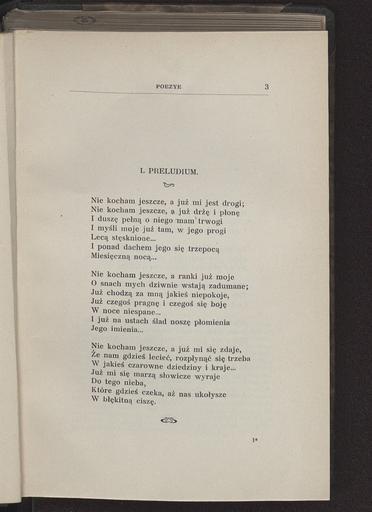 POEZYE 3
I. PRELUDIUM.
Nie kocham jeszcze, a już mi jest drogi;
Nie kocham jeszcze, a już drżę i płonę
I duszę pełną o niego mam trwogi
I myśli moje już tam, w jego progi
Lecą stęsknione...
I ponad dachem jego się trzepocą
Miesięczną nocą...
Nie kocham jeszcze, a ranki już moje
O snach mych dziwnie wstają zadumane;
Już chodzą za mną jakieś niepokoje,
Już czegoś pragnę i czegoś się boję
W noce niespane...
I już na ustach ślad noszę płomienia
Jego imienia...
Nie kocham jeszcze, a już mi się zdaje,
Że nam gdzieś lecieć, rozpłynąć się trzeba
W jakieś czarowne dziedziny i kraje...
Już mi się marzą słowicze wyraje
Do tego nieba,
Które gdzieś czeka, aż nas ukołysze
W błękitną ciszę.
1*